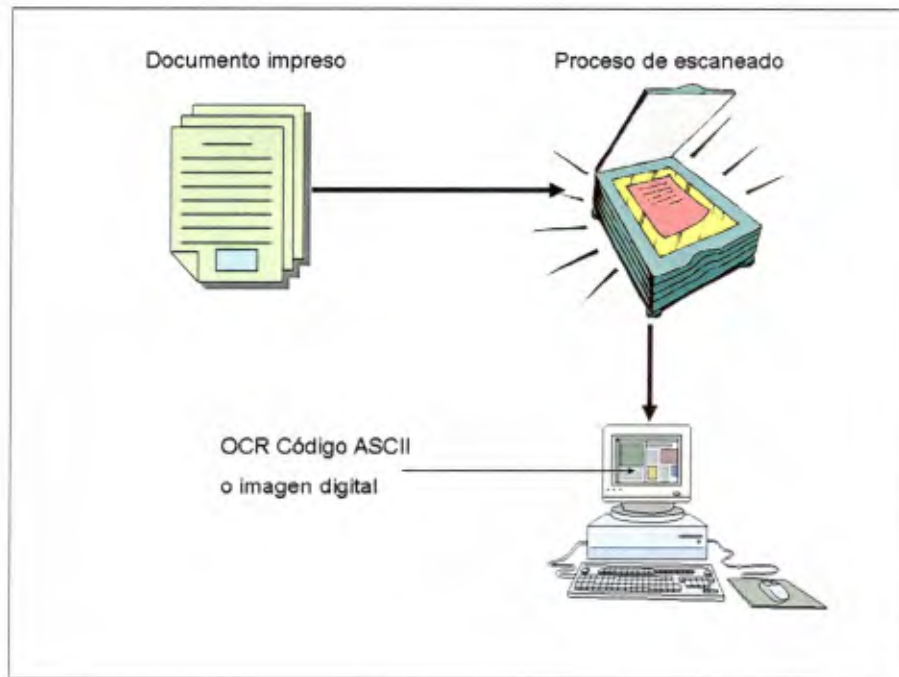 Documento impreso
Proceso de escaneado
OCR Código ASCII
o imagen digital